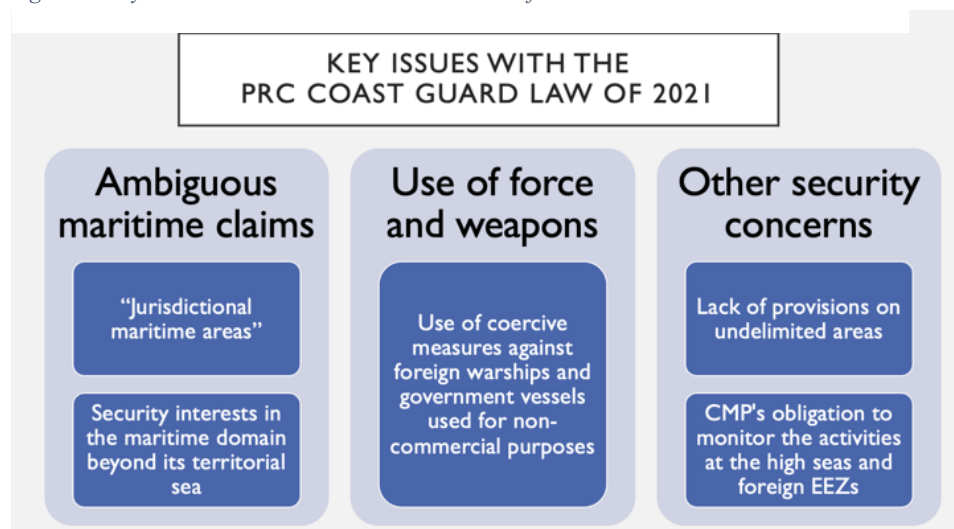 KEY ISSUES WITH THE
PRC COAST GUARD LAW OF 2021
Ambiguous
maritime claims
“Jurisdictional
maritime areas”
Security interests in
the maritime domain
beyond its territorial
sea
Use of force
and weapons
Use of coercive
measures against
foreign warships and
government vessels
used for non-
commercial purposes
Other security
concerns
Lack of provisions on
undelimited areas
CMP's obligation to
monitor the activities
at the high seas and
foreign EEZs